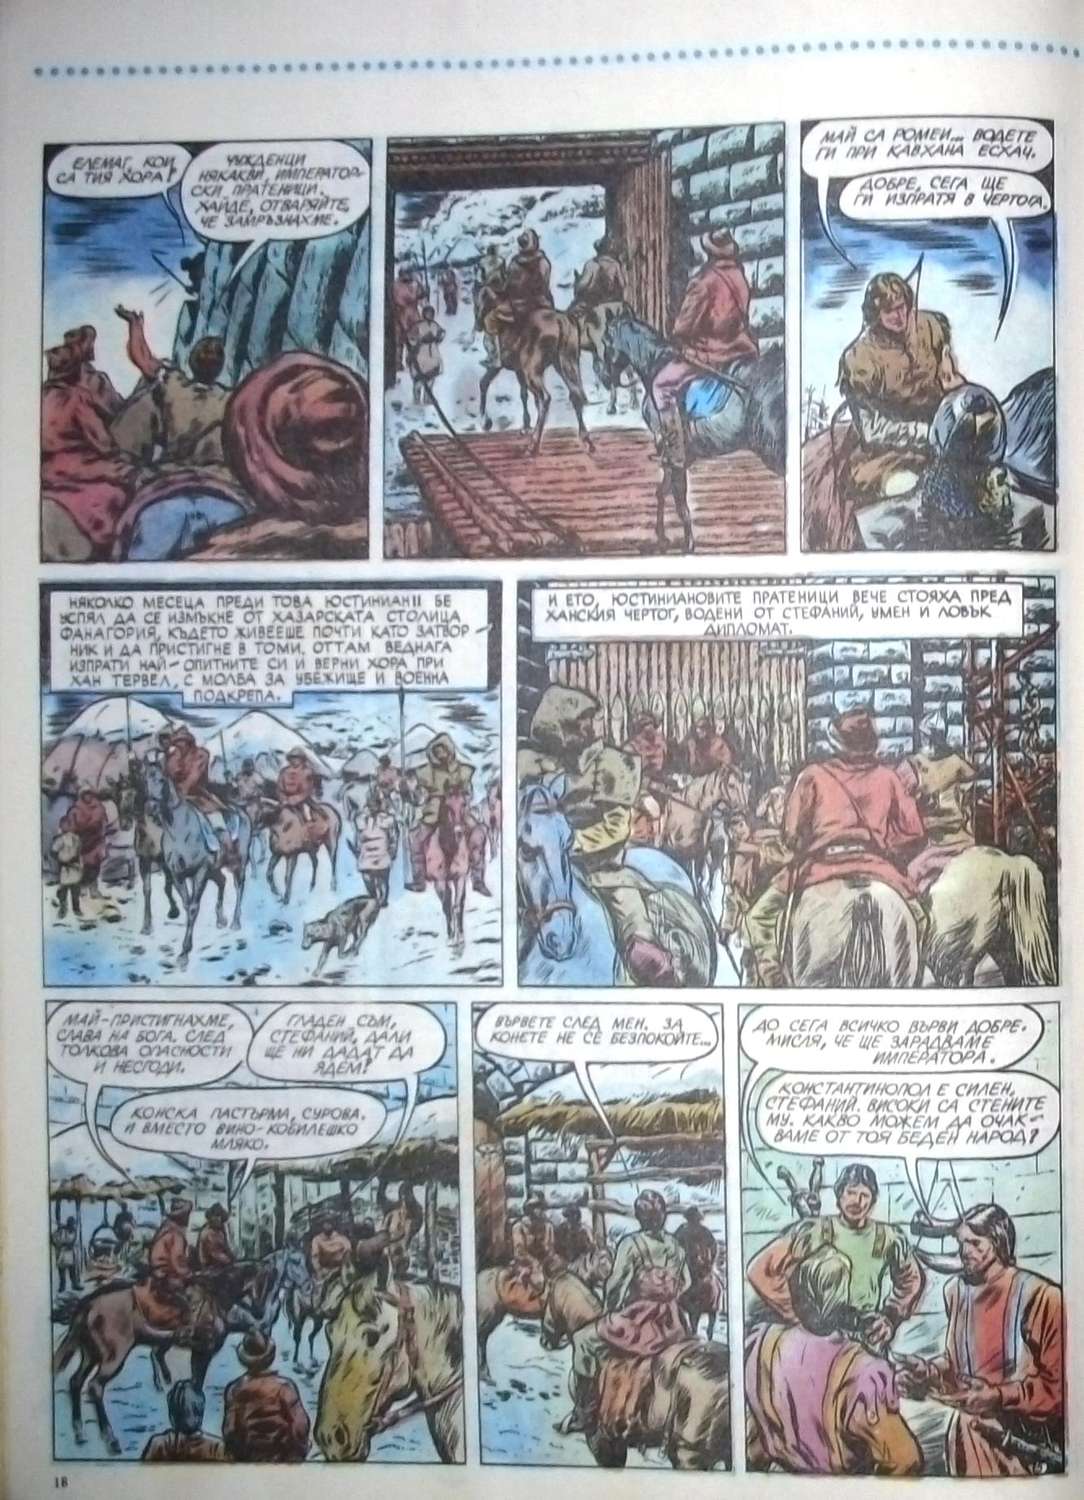 ЕЛЕМАГ, КОИ
СА ТИЯ ХОРА?
ЧУЖДЕНЦИ
НЯКАКВИ. ИМПЕРАТОР-
СКИ ПРАТЕНИЦИ.
ХАЙДЕ, ОТВАРЯЙТЕ,
ЧЕ ЗАМРЪЗНАХМЕ.
МАЙ СА РОМЕИ... ВОДЕТЕ
ГИ ПРИ КАВХАНА ЕСХАЧ.
ДОБРЕ, СЕГА ЩЕ
ГИ ИЗПРАТЯ В ЧЕРТОГА.
НЯКОЛКО МЕСЕЦА ПРЕДИ ТОВА ЮСТИНИАН II БЕ
УСПЯЛ ДА СЕ ИЗМЪКНЕ ОТ ХАЗАРСКАТА СТОЛИЦА
ФАНАГОРИЯ, КЪДЕТО ЖИВЕЕШЕ ПОЧТИ КАТО ЗАТВОР-
НИК И ДА ПРИСТИГНЕ В ТОМИ. ОТТАМ ВЕДНАГА
ИЗПРАТИ НАЙ-ОПИТНИТЕ СИ И ВЕРНИ ХОРА ПРИ
ХАН ТЕРВЕЛ, С МОЛБА ЗА УБЕЖИЩЕ И ВОЕННА
ПОДКРЕПА.
И ЕТО, ЮСТИНИАНОВИТЕ ПРАТЕНИЦИ ВЕЧЕ СТОЯХА ПРЕД
ХАНСКИЯ ЧЕРТОГ, ВОДЕНИ ОТ СТЕФАНИЙ, УМЕН И ЛОВЪК
ДИПЛОМАТ.
МАЙ-ПРИСТИГНАХМЕ,
СЛАВА НА БОГА. СЛЕД
ТОЛКОВА ОПАСНОСТИ
И НЕСГОДИ.
ГЛАДЕН СЪМ,
СТЕФАНИЙ, ДАЛИ
ЩЕ НИ ДАДАТ ДА
ЯДЕМ?
КОНСКА ПАСТЪРМА, СУРОВА.
И ВМЕСТО ВИНО-КОБИЛЕШКО
МЛЯКО.
ВЪРВЕТЕ СЛЕД МЕН. ЗА
КОНЕТЕ НЕ СЕ БЕЗПОКОЙТЕ...
ДО СЕГА ВСИЧКО ВЪРВИ ДОБРЕ.
МИСЛЯ, ЧЕ ЩЕ ЗАРАДВАМЕ
ИМПЕРАТОРА.
КОНСТАНТИНОПОЛ Е СИЛЕН,
СТЕФАНИЙ. ВИСОКИ СА СТЕНИТЕ
МУ. КАКВО МОЖЕМ ДА ОЧАК-
ВАМЕ ОТ ТОЯ БЕДЕН НАРОД?
18